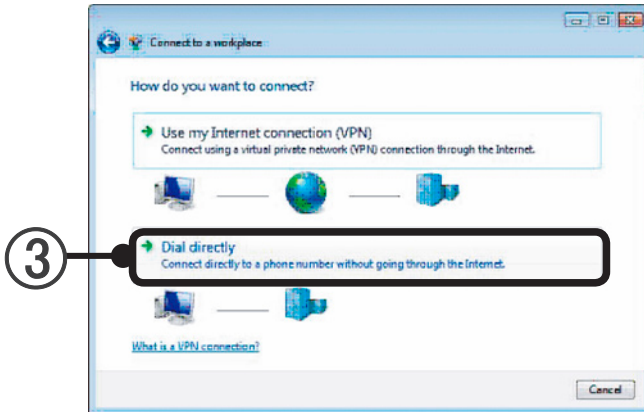 Connect to a workplace
How do you want to connect?
Use my Internet connection (VPN)
Connect using a virtual private network (VPN) connection through the Internet.
③
Dial directly
Connect directly to a phone number without going through the Internet.
What is a VPN connection?
Cancel